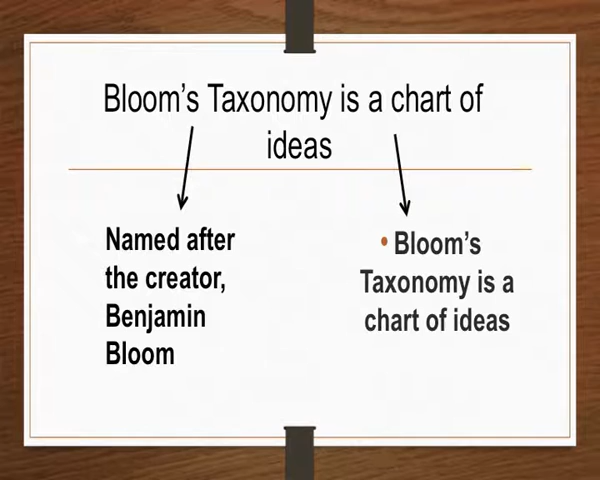 Bloom’s Taxonomy is a chart of
ideas
Named after
the creator,
Benjamin
Bloom
• Bloom’s
Taxonomy is a
chart of ideas